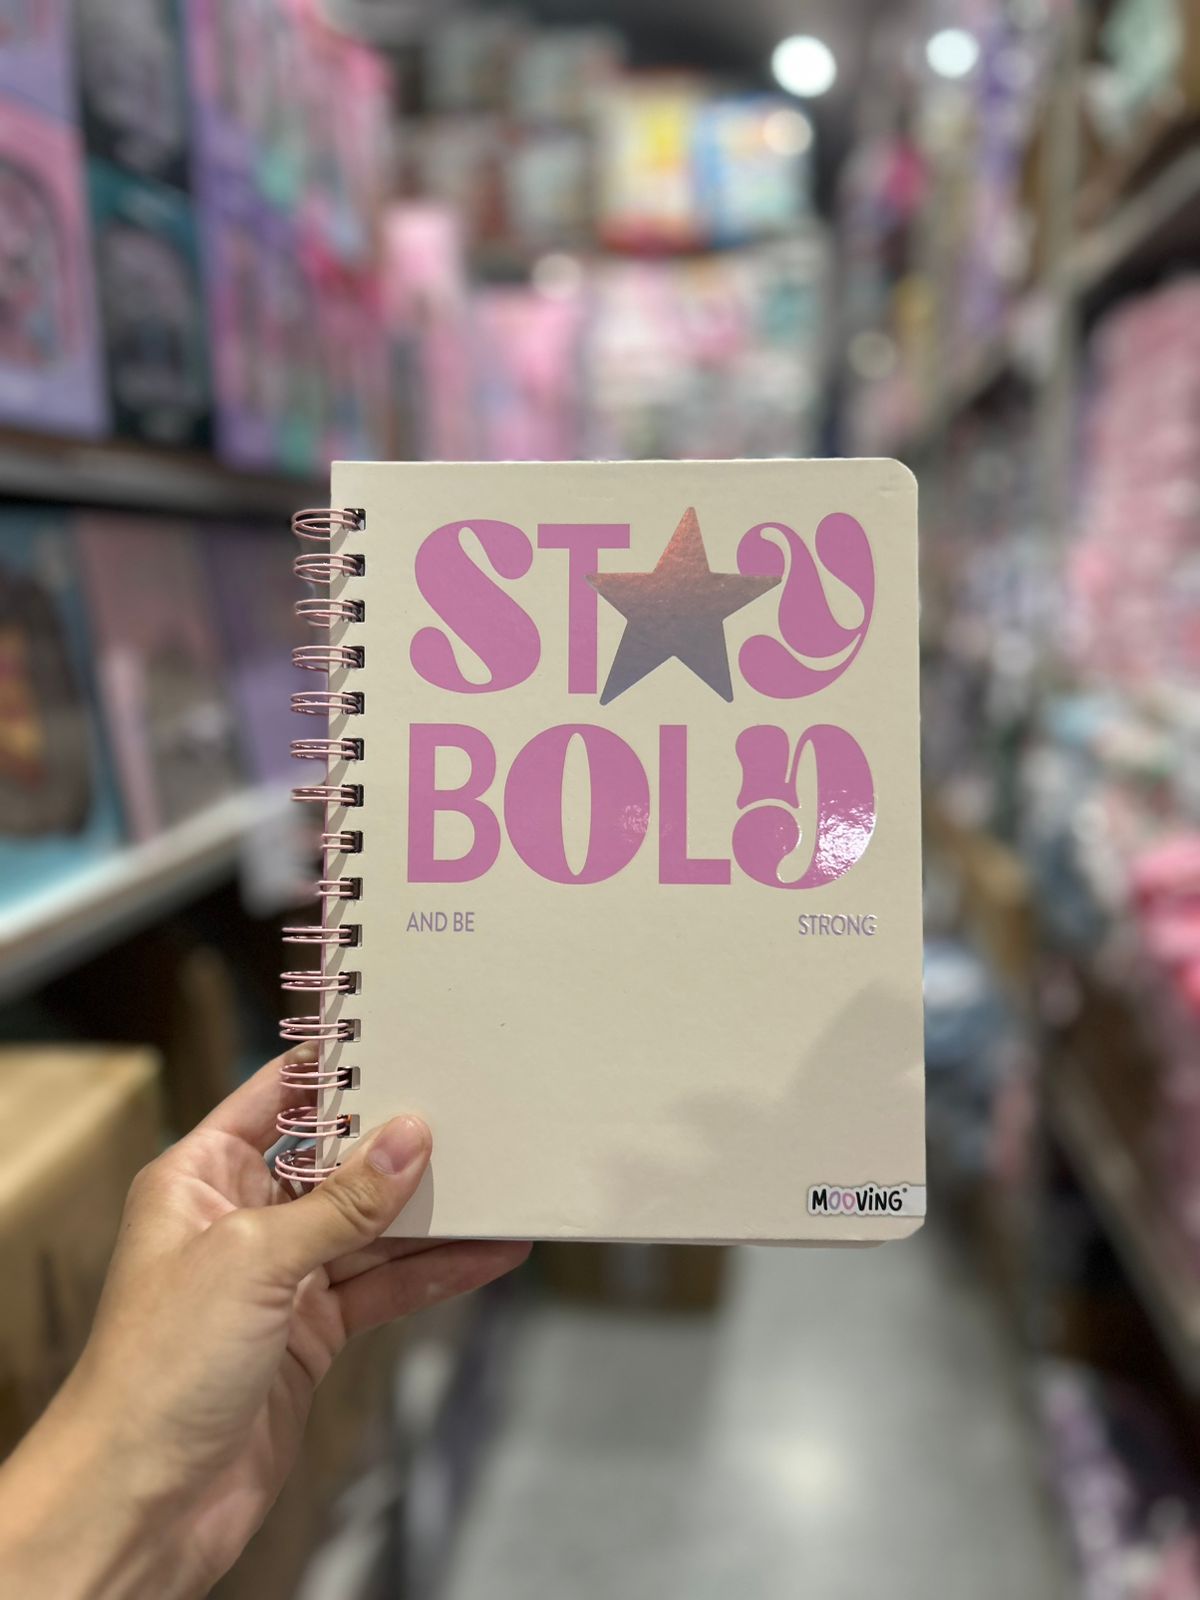 STAY
BOLD
AND BE STRONG
MOOVING